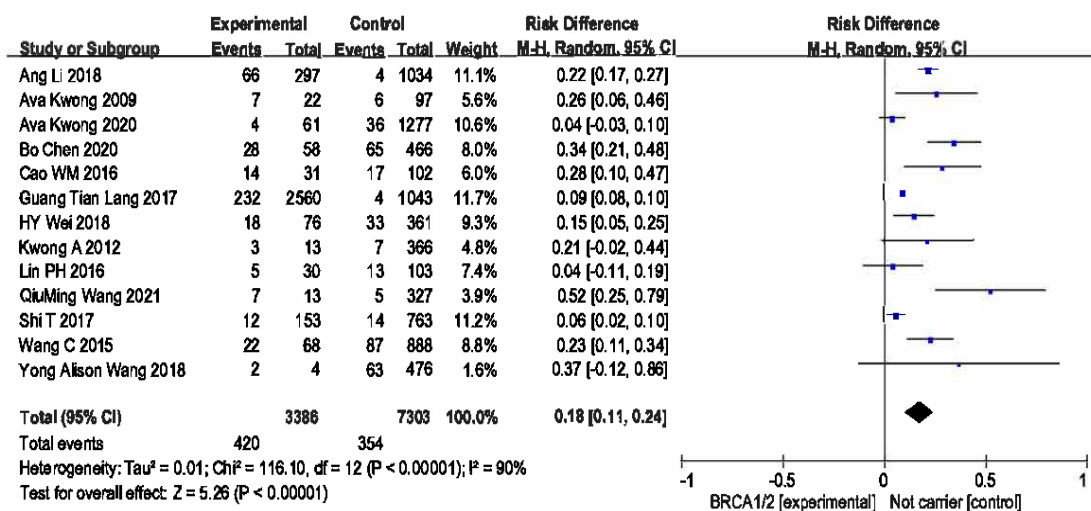 Experimental Control Risk Difference Risk Difference
Study or Subgroup Events Total Events Total Weight M-H, Random, 95% CI M-H, Random, 95% CI
Ang Li 2018 66 297 4 1034 11.1% 0.22 [0.17, 0.27]
Ava Kwong 2009 7 22 6 97 5.6% 0.26 [0.06, 0.46]
Ava Kwong 2020 4 61 36 1277 10.6% 0.04 [-0.03, 0.10]
Bo Chen 2020 28 58 65 466 8.0% 0.34 [0.21, 0.48]
Cao WM 2016 14 31 17 102 6.0% 0.28 [0.10, 0.47]
Guang Tian Lang 2017 232 2560 4 1043 11.7% 0.09 [0.08, 0.10]
HY Wei 2018 18 76 33 361 9.3% 0.15 [0.05, 0.25]
Kwong A 2012 3 13 7 366 4.8% 0.21 [-0.02, 0.44]
Lin PH 2016 5 30 13 103 7.4% 0.04 [-0.11, 0.19]
QiuMing Wang 2021 7 13 5 327 3.9% 0.52 [0.25, 0.79]
Shi T 2017 12 153 14 763 11.2% 0.06 [0.02, 0.10]
Wang C 2015 22 68 87 888 8.8% 0.23 [0.11, 0.34]
Yong Alison Wang 2018 2 4 63 476 1.6% 0.37 [-0.12, 0.86]
Total (95% CI) 3386 7303 100.0% 0.18 [0.11, 0.24]
Total events 420 354
Heterogeneity: Tau² = 0.01; Chi² = 116.10, df = 12 (P < 0.00001); I² = 90%
Test for overall effect: Z = 5.26 (P < 0.00001)
-1 -0.5 0 0.5 1
BRCA1/2 [experimental] Not carrier [control]